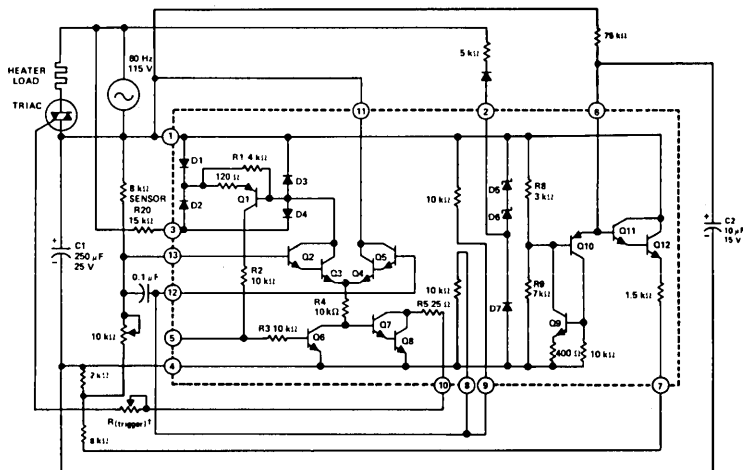 75 kΩ
5 kΩ
HEATER
LOAD
80 Hz
115 V
TRIAC
11
2
6
1
D1
R1 4 kΩ
120 Ω
D3
8 kΩ
SENSOR
Q1
D2
D4
10 kΩ
D5
D6
R8
3 kΩ
R20
15 kΩ
3
Q10
Q11
Q12
C2
10 μF
15 V
C1
250 μF
25 V
13
Q2
Q3
Q4
Q5
0.1 μF
12
R2
10 kΩ
R4
10 kΩ
10 kΩ
D7
R9
7 kΩ
Q9
1.5 kΩ
10 kΩ
R5 25 Ω
5
R3 10 kΩ
Q6
Q7
Q8
400 Ω
10 kΩ
4
2 kΩ
10
8
9
7
R(trigger)†
8 kΩ